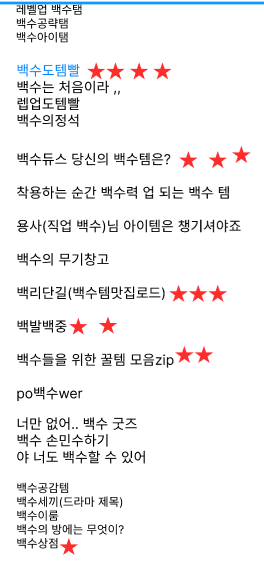 레벨업 백수탬
백수공략탬
백수아이탬
백수도템빨
백수는 처음이라 ,,
렙업도템빨
백수의정석
백수듀스 당신의 백수템은?
착용하는 순간 백수력 업 되는 백수 템
용사(직업 백수)님 아이템은 챙기셔야죠
백수의 무기창고
백리단길(백수템맛집로드)
백발백중
백수들을 위한 꿀템 모음zip
po백수wer
너만 없어.. 백수 굿즈
백수 손민수하기
야 너도 백수할 수 있어
백수공감템
백수세끼(드라마 제목)
백수이룸
백수의 방에는 무엇이?
백수상점